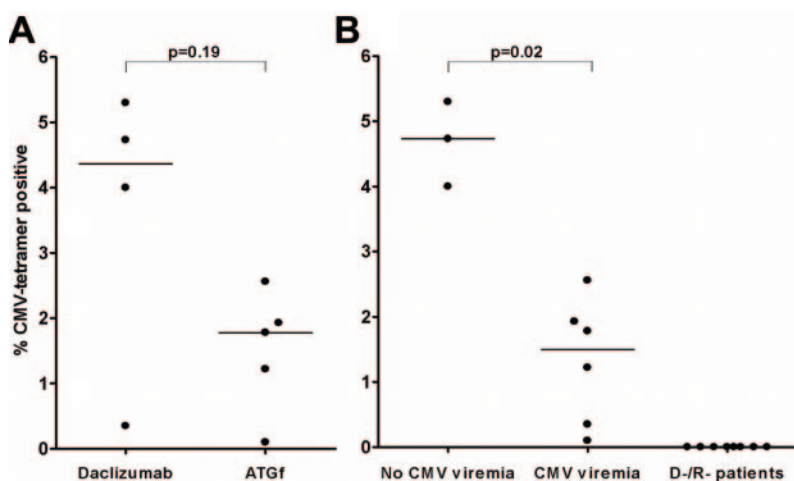 A
B
p=0.19
p=0.02
% CMV-tetramer positive
6
5
4
3
2
1
0
6
5
4
3
2
1
0
Daclizumab ATGf
No CMV viremia CMV viremia D-/R- patients